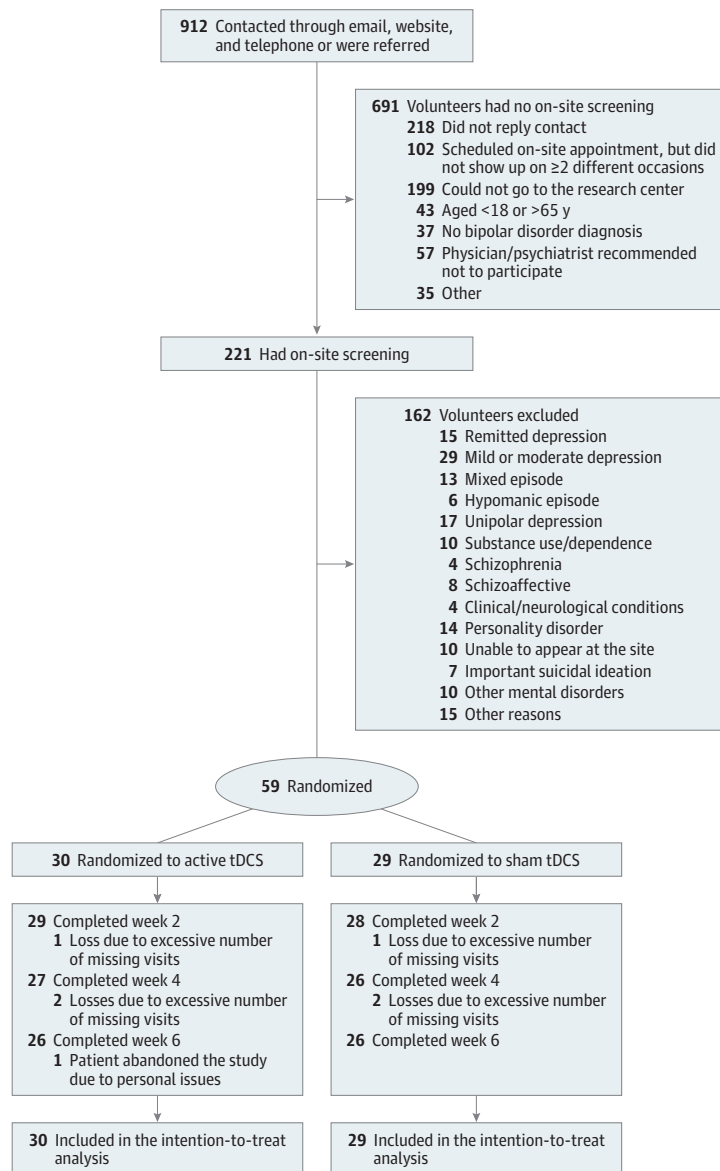 912 Contacted through email, website,
and telephone or were referred
691 Volunteers had no on-site screening
218 Did not reply contact
102 Scheduled on-site appointment, but did
not show up on ≥2 different occasions
199 Could not go to the research center
43 Aged <18 or >65 y
37 No bipolar disorder diagnosis
57 Physician/psychiatrist recommended
not to participate
35 Other
221 Had on-site screening
162 Volunteers excluded
15 Remitted depression
29 Mild or moderate depression
13 Mixed episode
6 Hypomanic episode
17 Unipolar depression
10 Substance use/dependence
4 Schizophrenia
8 Schizoaffective
4 Clinical/neurological conditions
14 Personality disorder
10 Unable to appear at the site
7 Important suicidal ideation
10 Other mental disorders
15 Other reasons
59 Randomized
30 Randomized to active tDCS
29 Randomized to sham tDCS
29 Completed week 2
1 Loss due to excessive number
of missing visits
27 Completed week 4
2 Losses due to excessive number
of missing visits
26 Completed week 6
1 Patient abandoned the study
due to personal issues
28 Completed week 2
1 Loss due to excessive number
of missing visits
26 Completed week 4
2 Losses due to excessive number
of missing visits
26 Completed week 6
30 Included in the intention-to-treat
analysis
29 Included in the intention-to-treat
analysis